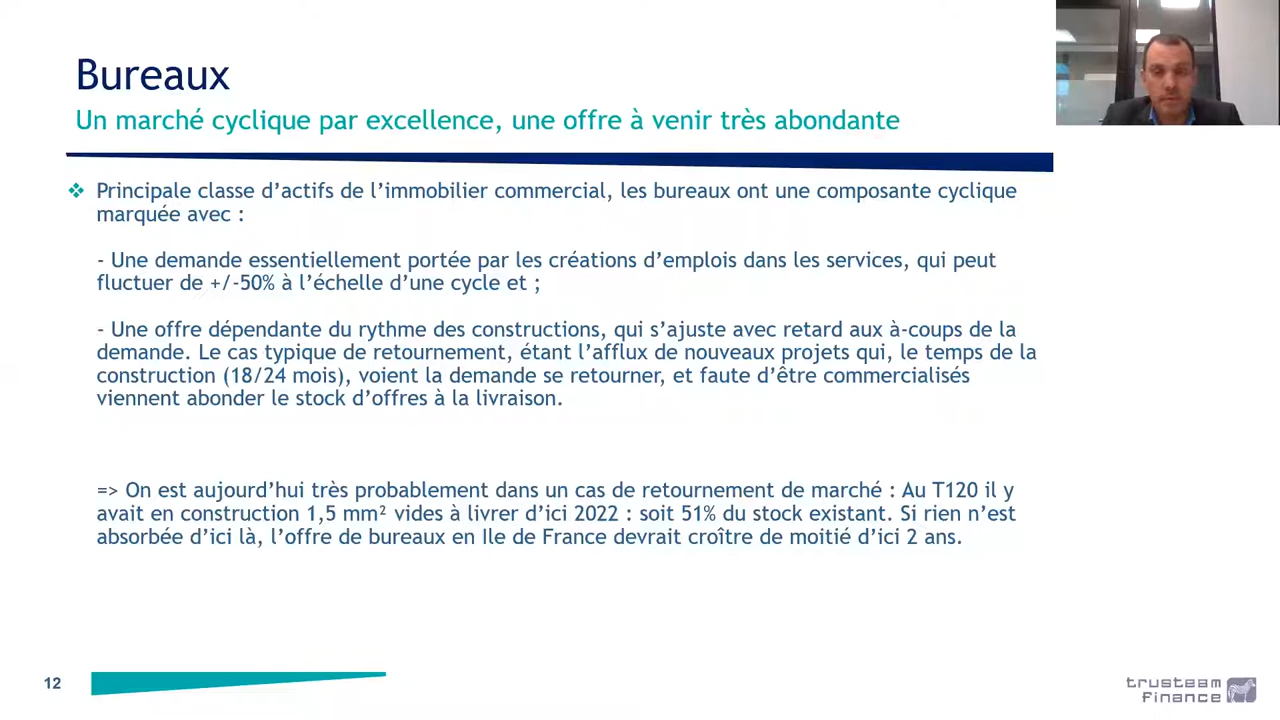 Bureaux
Un marché cyclique par excellence, une offre à venir très abondante
❖ Principale classe d’actifs de l’immobilier commercial, les bureaux ont une composante cyclique
marquée avec :
- Une demande essentiellement portée par les créations d’emplois dans les services, qui peut
fluctuer de +/-50% à l’échelle d’une cycle et ;
- Une offre dépendante du rythme des constructions, qui s’ajuste avec retard aux à-coups de la
demande. Le cas typique de retournement, étant l’afflux de nouveaux projets qui, le temps de la
construction (18/24 mois), voient la demande se retourner, et faute d’être commercialisés
viennent abonder le stock d’offres à la livraison.
=> On est aujourd’hui très probablement dans un cas de retournement de marché : Au T120 il y
avait en construction 1,5 mm² vides à livrer d’ici 2022 : soit 51% du stock existant. Si rien n’est
absorbée d’ici là, l’offre de bureaux en Ile de France devrait croître de moitié d’ici 2 ans.
12
trusteam
finance